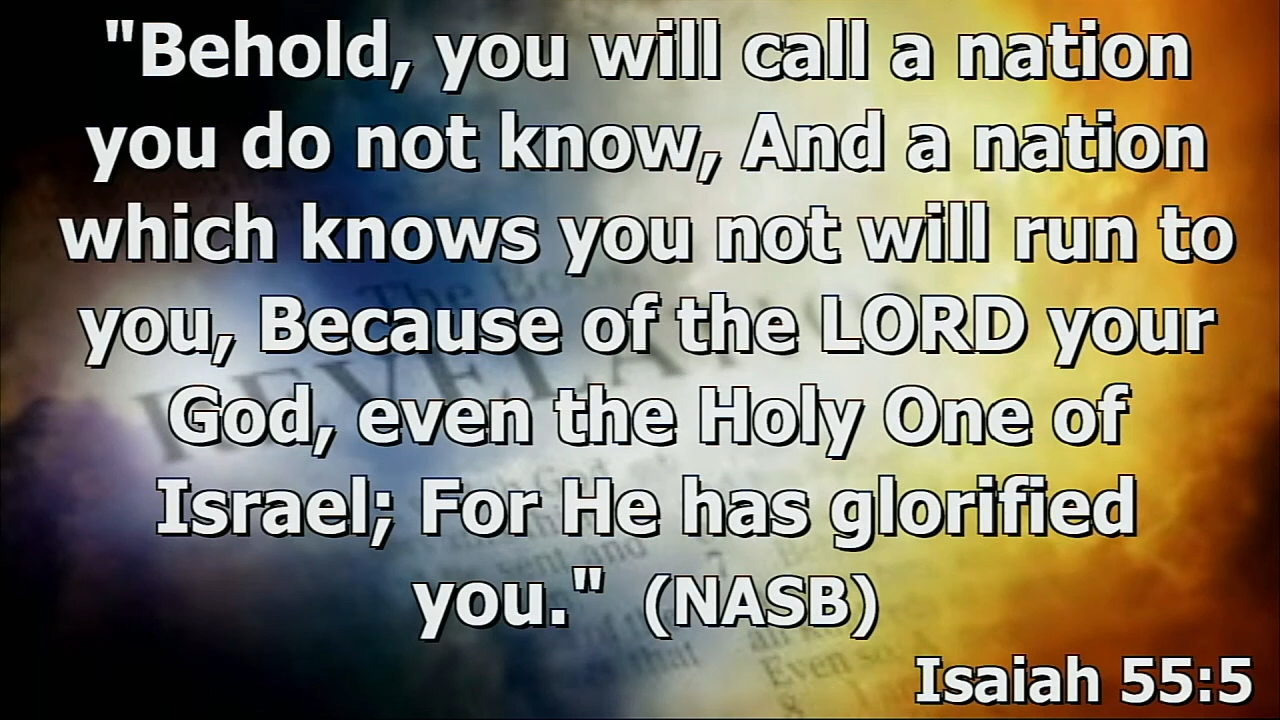 "Behold, you will call a nation
you do not know, And a nation
which knows you not will run to
you, Because of the LORD your
God, even the Holy One of
Israel; For He has glorified
you." (NASB)
Isaiah 55:5
REVELATION